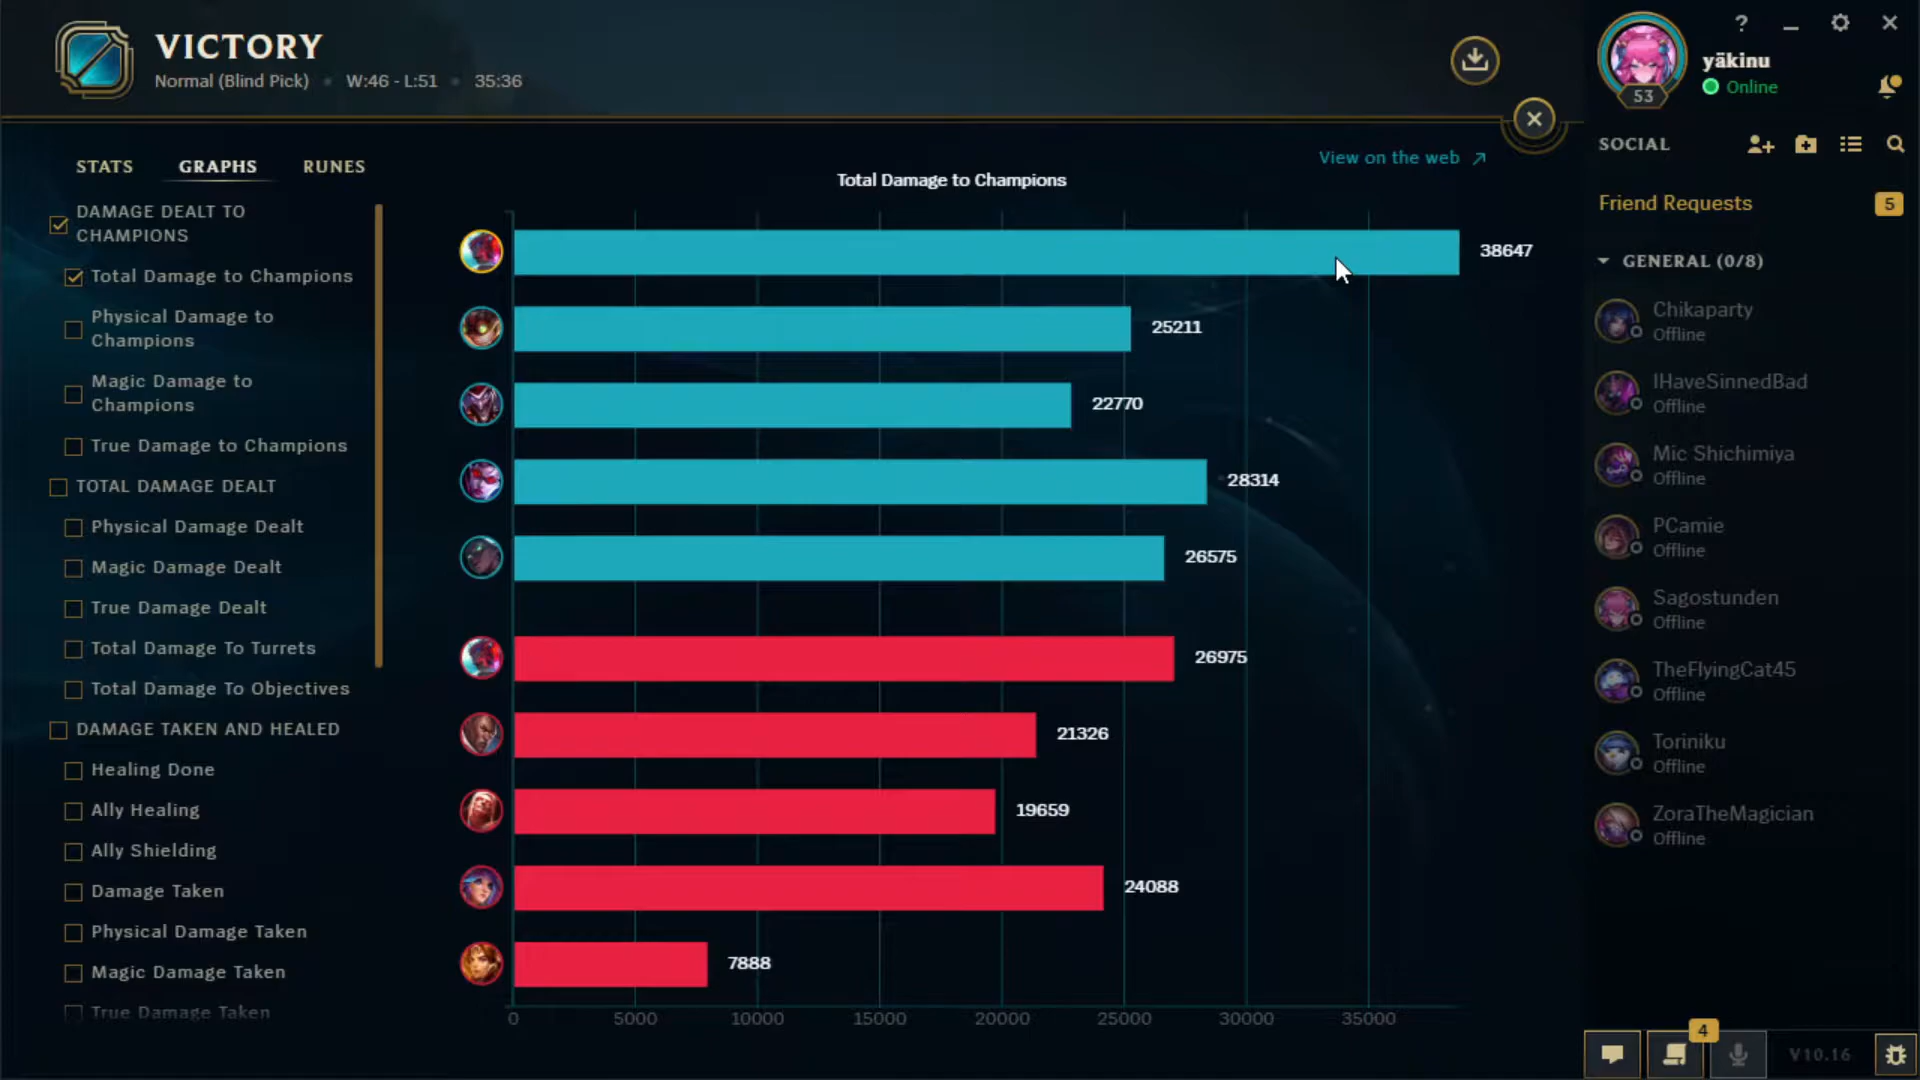 VICTORY
Normal (Blind Pick) • W:46 - L:51 • 35:36
?
yäkinu
Online
53
STATS GRAPHS RUNES
View on the web
Total Damage to Champions
DAMAGE DEALT TO
CHAMPIONS
Total Damage to Champions
Physical Damage to
Champions
Magic Damage to
Champions
True Damage to Champions
TOTAL DAMAGE DEALT
Physical Damage Dealt
Magic Damage Dealt
True Damage Dealt
Total Damage To Turrets
Total Damage To Objectives
DAMAGE TAKEN AND HEALED
Healing Done
Ally Healing
Ally Shielding
Damage Taken
Physical Damage Taken
Magic Damage Taken
True Damage Taken
38647
25211
22770
28314
26575
26975
21326
19659
24088
7888
0 5000 10000 15000 20000 25000 30000 35000
SOCIAL
Friend Requests 5
GENERAL (0/8)
Chikaparty
Offline
IHaveSinnedBad
Offline
Mic Shichimiya
Offline
PCamie
Offline
Sagostunden
Offline
TheFlyingCat45
Offline
Toriniku
Offline
ZoraTheMagician
Offline
4
V10.16